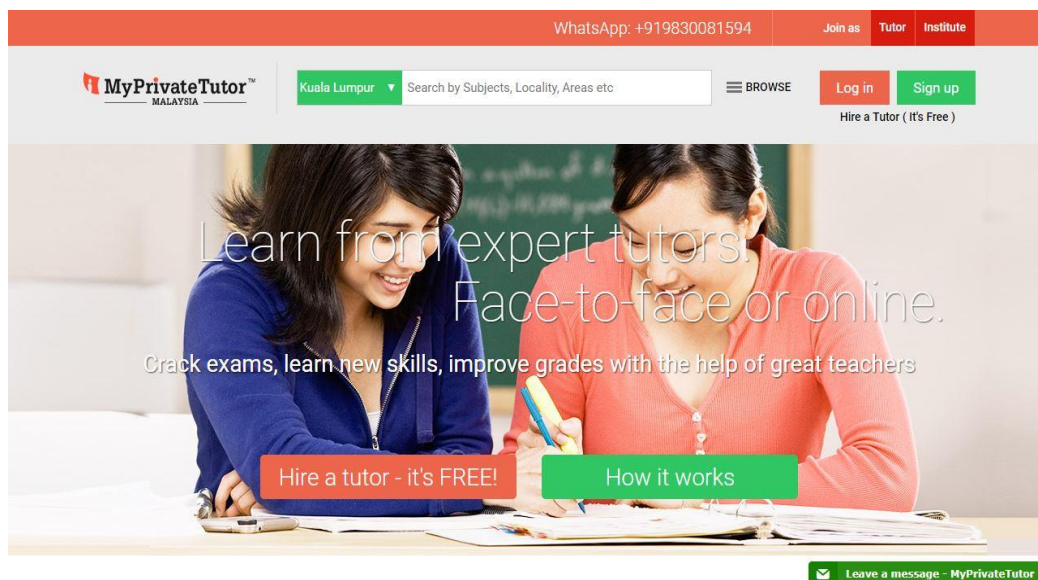 WhatsApp: +919830081594
Join as Tutor Institute
MyPrivateTutor™
MALAYSIA
Kuala Lumpur ▼
Search by Subjects, Locality, Areas etc
BROWSE
Log in
Sign up
Hire a Tutor ( It's Free )
Learn from expert tutors.
Face-to-face or online.
Crack exams, learn new skills, improve grades with the help of great teachers
Hire a tutor - it's FREE!
How it works
Leave a message - MyPrivateTutor